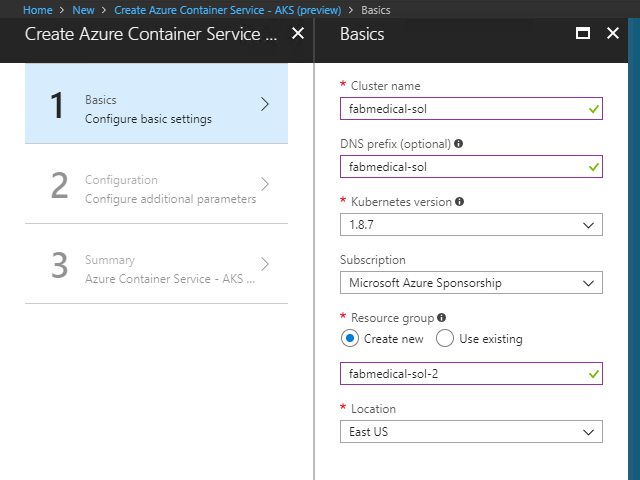 Home > New > Create Azure Container Service - AKS (preview) > Basics
Create Azure Container Service ...
1
Basics
Configure basic settings
2
Configuration
Configure additional parameters
3
Summary
Azure Container Service - AKS ...
Basics
* Cluster name
fabmedical-sol
DNS prefix (optional)
fabmedical-sol
* Kubernetes version
1.8.7
Subscription
Microsoft Azure Sponsorship
* Resource group
Create new Use existing
fabmedical-sol-2
* Location
East US